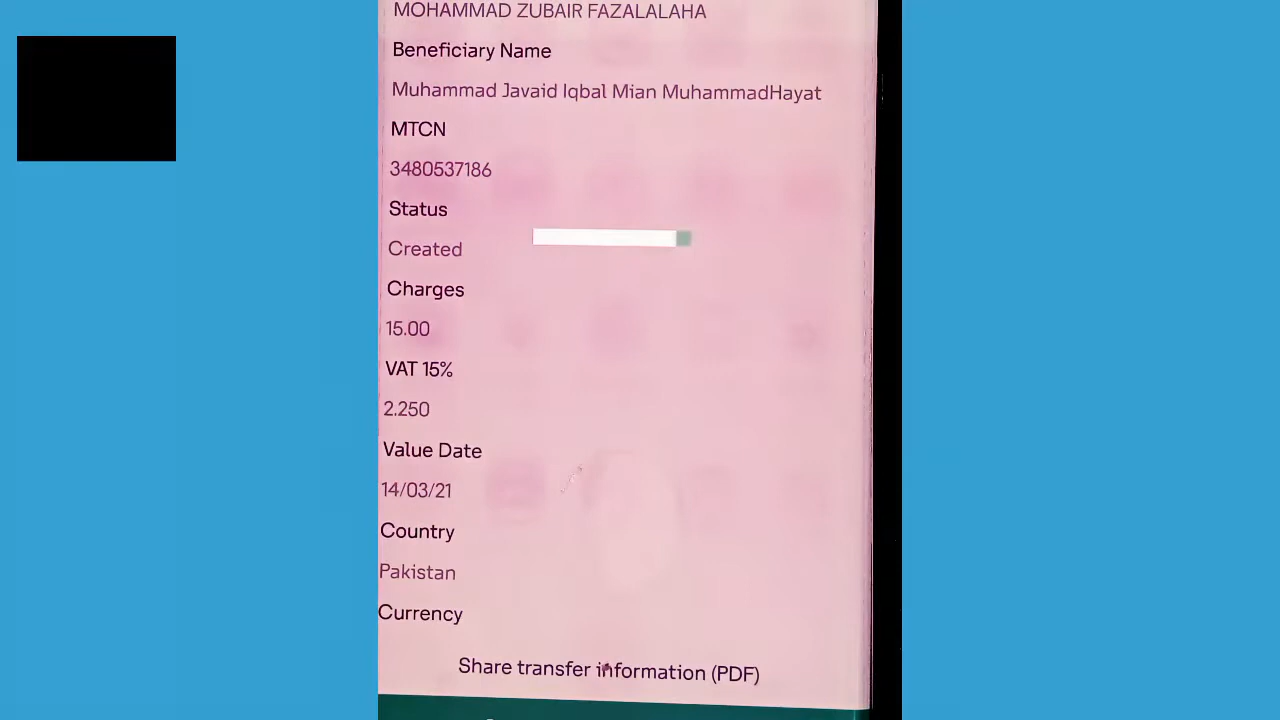 MOHAMMAD ZUBAIR FAZALALAHA
Beneficiary Name
Muhammad Javaid Iqbal Mian MuhammadHayat
MTCN
3480537186
Status
Created
Charges
15.00
VAT 15%
2.250
Value Date
14/03/21
Country
Pakistan
Currency
Share transfer information (PDF)